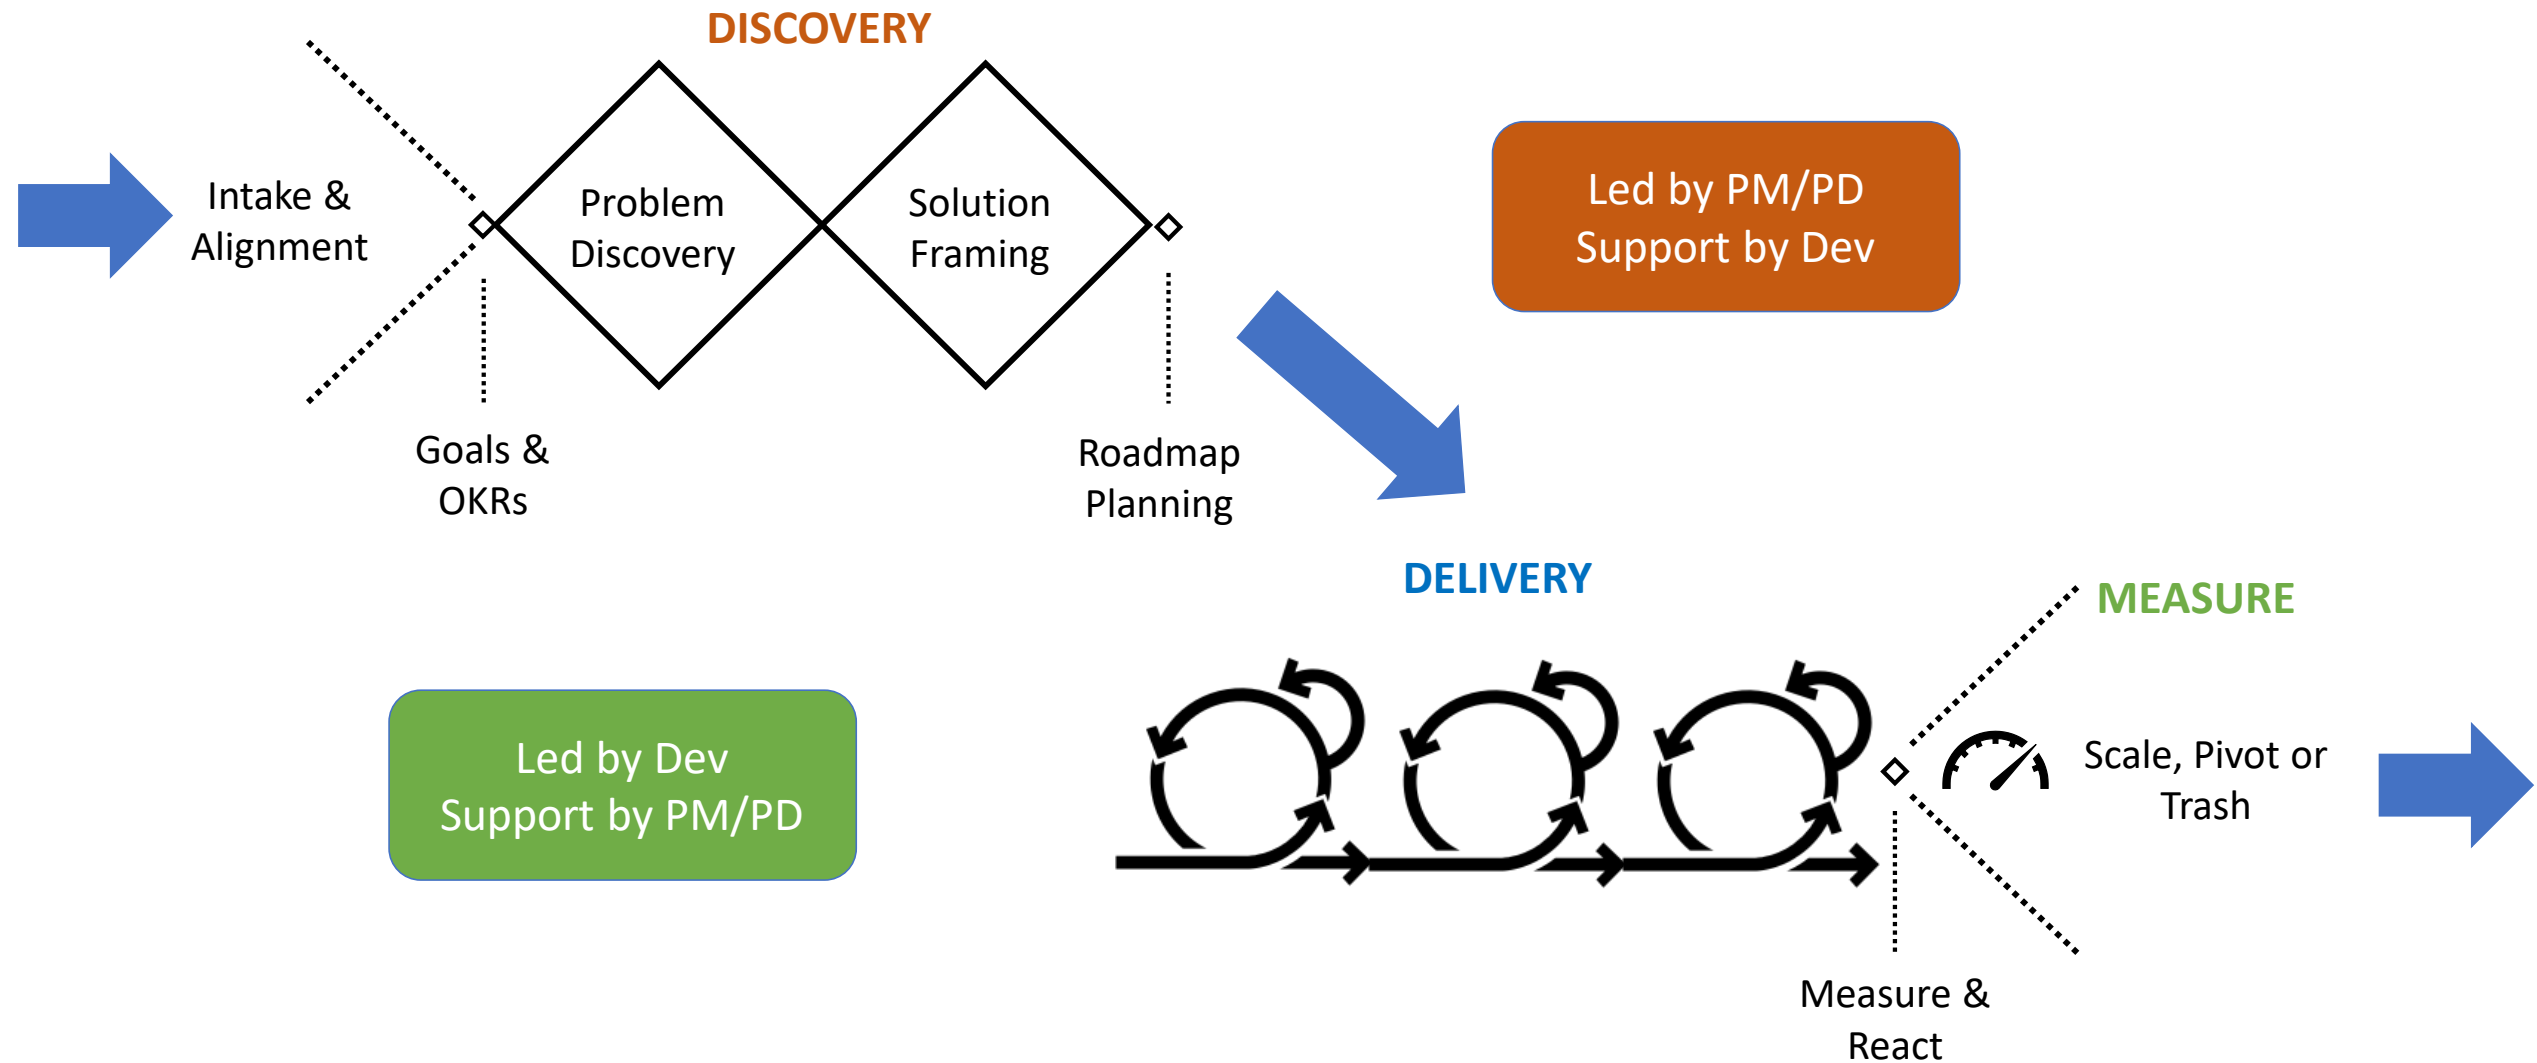 DISCOVERY
Intake &
Alignment
Problem
Discovery
Solution
Framing
Led by PM/PD
Support by Dev
Goals &
OKRs
Roadmap
Planning
DELIVERY
MEASURE
Led by Dev
Support by PM/PD
Scale, Pivot or
Trash
Measure &
React